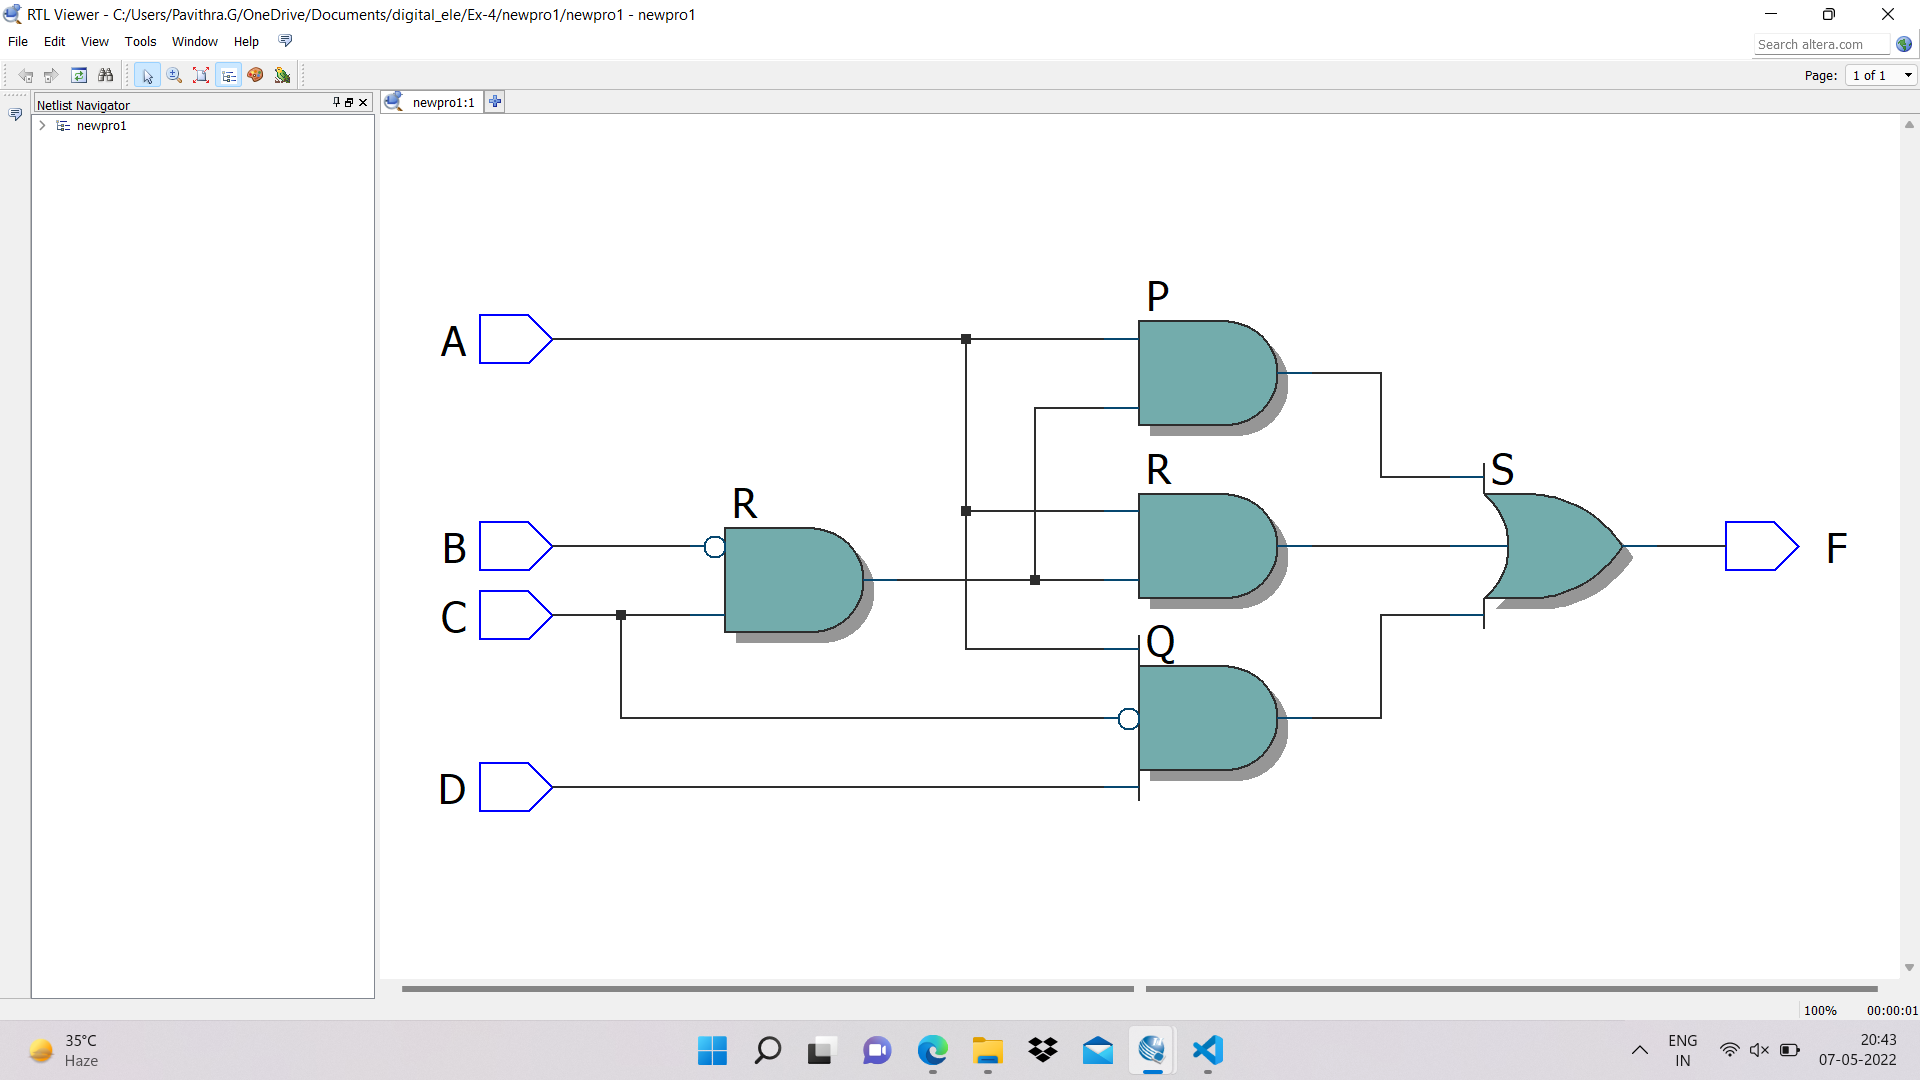 RTL Viewer - C:/Users/Pavithra.G/OneDrive/Documents/digital_ele/Ex-4/newpro1/newpro1 - newpro1
File Edit View Tools Window Help
Search altera.com
Page: 1 of 1
Netlist Navigator
newpro1:1
newpro1
P
A
R
S
R
B
F
C
Q
D
100% 00:00:01
35°C
Haze
ENG
IN
20:43
07-05-2022